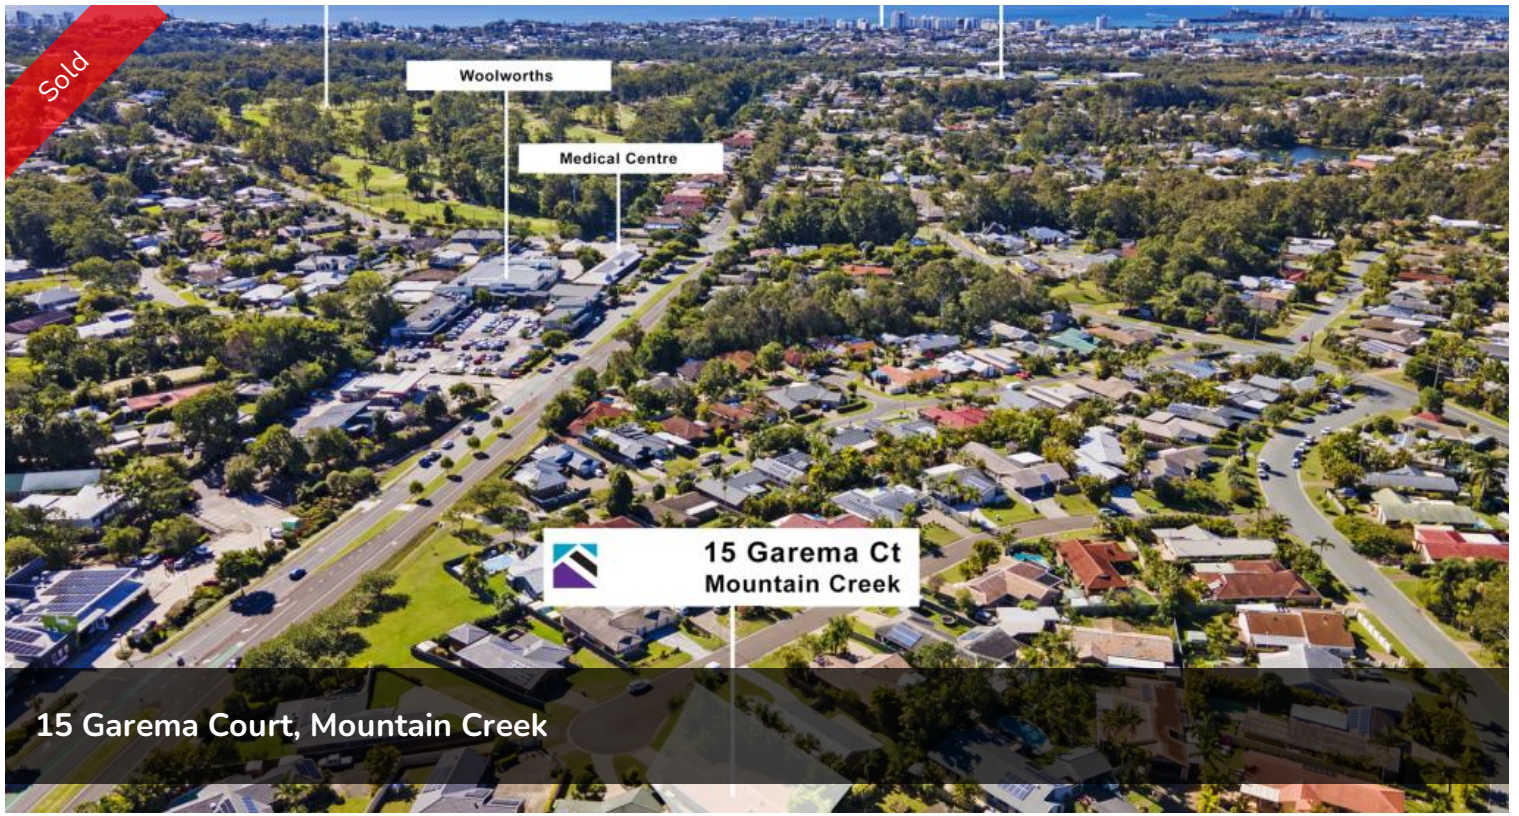 Sold
Woolworths
Medical Centre
15 Garema Ct
Mountain Creek
15 Garema Court, Mountain Creek